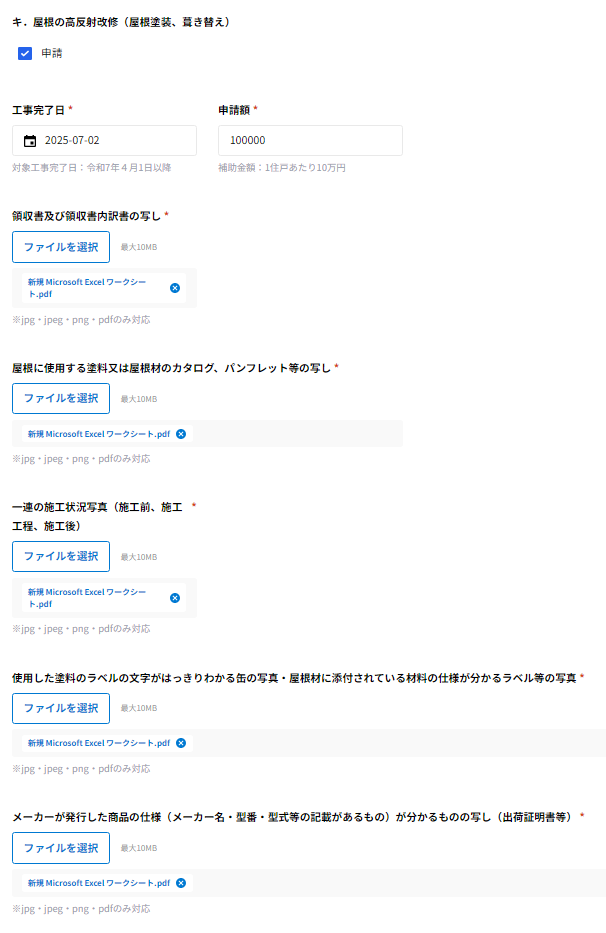 キ．屋根の高反射改修（屋根塗装、葺き替え）
申請
工事完了日 *
申請額 *
2025-07-02
100000
対象工事完了日：令和7年４月1日以降
補助金額：1住戸あたり10万円
領収書及び領収書内訳書の写し *
ファイルを選択
最大10MB
新規 Microsoft Excel ワークシー
ト.pdf
※jpg・jpeg・png・pdfのみ対応
屋根に使用する塗料又は屋根材のカタログ、パンフレット等の写し *
ファイルを選択
最大10MB
新規 Microsoft Excel ワークシート.pdf
※jpg・jpeg・png・pdfのみ対応
一連の施工状況写真（施工前、施工 *
工程、施工後）
ファイルを選択
最大10MB
新規 Microsoft Excel ワークシー
ト.pdf
※jpg・jpeg・png・pdfのみ対応
使用した塗料のラベルの文字がはっきりわかる缶の写真・屋根材に添付されている材料の仕様が分かるラベル等の写真 *
ファイルを選択
最大10MB
新規 Microsoft Excel ワークシート.pdf
※jpg・jpeg・png・pdfのみ対応
メーカーが発行した商品の仕様（メーカー名・型番・型式等の記載があるもの）が分かるものの写し（出荷証明書等） *
ファイルを選択
最大10MB
新規 Microsoft Excel ワークシート.pdf
※jpg・jpeg・png・pdfのみ対応